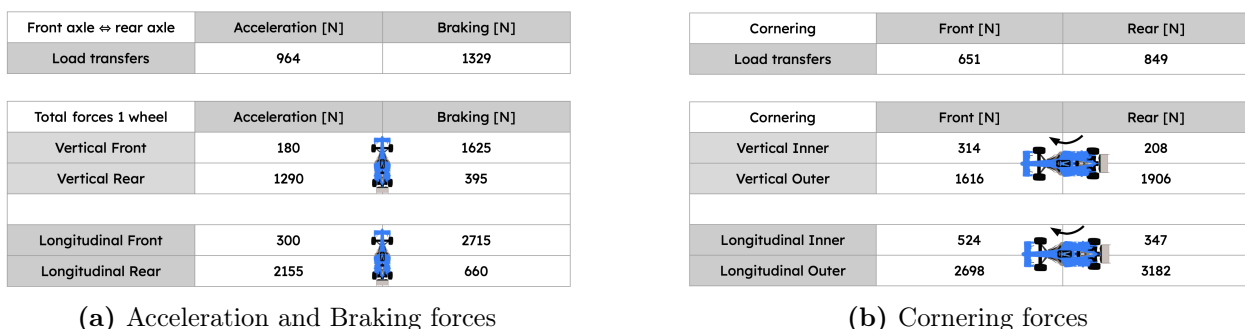 Front axle ⇔ rear axle Acceleration [N] Braking [N]
Load transfers 964 1329
Total forces 1 wheel Acceleration [N] Braking [N]
Vertical Front 180 1625
Vertical Rear 1290 395
Longitudinal Front 300 2715
Longitudinal Rear 2155 660
(a) Acceleration and Braking forces
Cornering Front [N] Rear [N]
Load transfers 651 849
Cornering Front [N] Rear [N]
Vertical Inner 314 208
Vertical Outer 1616 1906
Longitudinal Inner 524 347
Longitudinal Outer 2698 3182
(b) Cornering forces